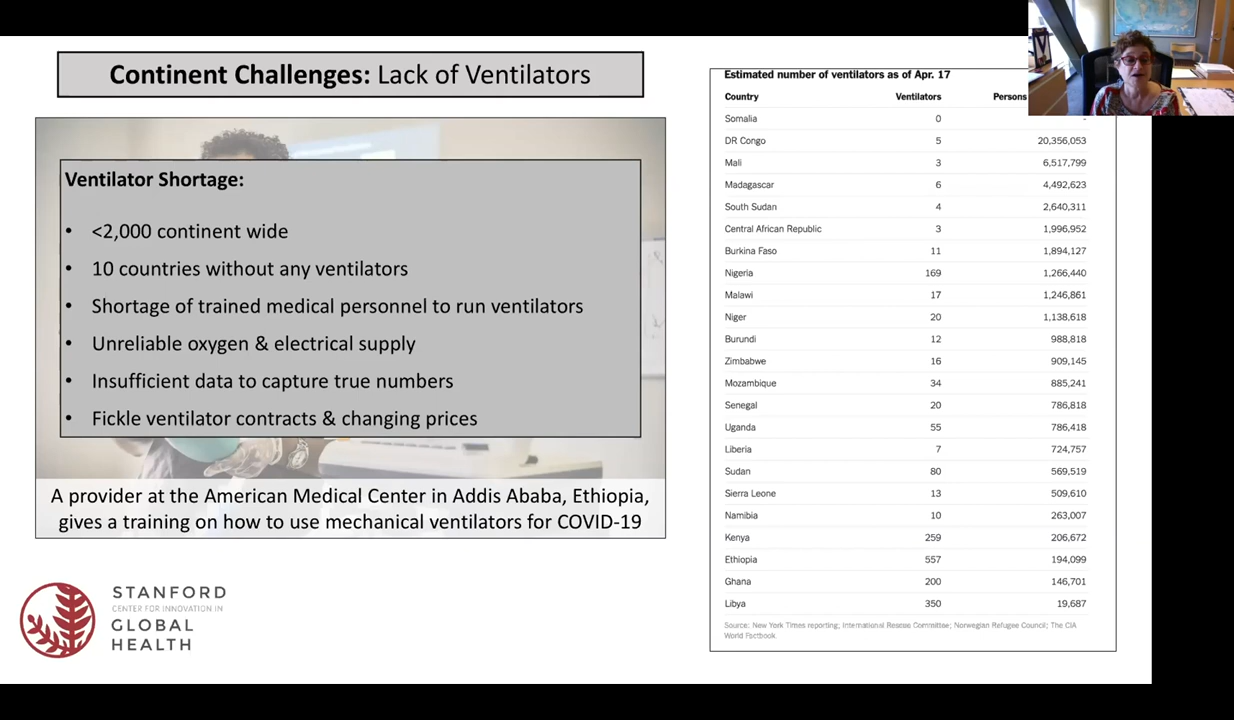 Continent Challenges: Lack of Ventilators
Ventilator Shortage:
• <2,000 continent wide
• 10 countries without any ventilators
• Shortage of trained medical personnel to run ventilators
• Unreliable oxygen & electrical supply
• Insufficient data to capture true numbers
• Fickle ventilator contracts & changing prices
A provider at the American Medical Center in Addis Ababa, Ethiopia,
gives a training on how to use mechanical ventilators for COVID-19
STANFORD
CENTER FOR INNOVATION IN
GLOBAL
HEALTH
Estimated number of ventilators as of Apr. 17
Country Ventilators Persons
Somalia 0 -
DR Congo 5 20,356,053
Mali 3 6,517,799
Madagascar 6 4,492,623
South Sudan 4 2,640,311
Central African Republic 3 1,996,952
Burkina Faso 11 1,894,127
Nigeria 169 1,266,440
Malawi 17 1,246,861
Niger 20 1,138,618
Burundi 12 988,818
Zimbabwe 16 909,145
Mozambique 34 885,241
Senegal 20 786,818
Uganda 55 786,418
Liberia 7 724,757
Sudan 80 569,519
Sierra Leone 13 509,610
Namibia 10 263,007
Kenya 259 206,672
Ethiopia 557 194,099
Ghana 200 146,701
Libya 350 19,687
Source: New York Times reporting; International Rescue Committee; Norwegian Refugee Council; The CIA
World Factbook.